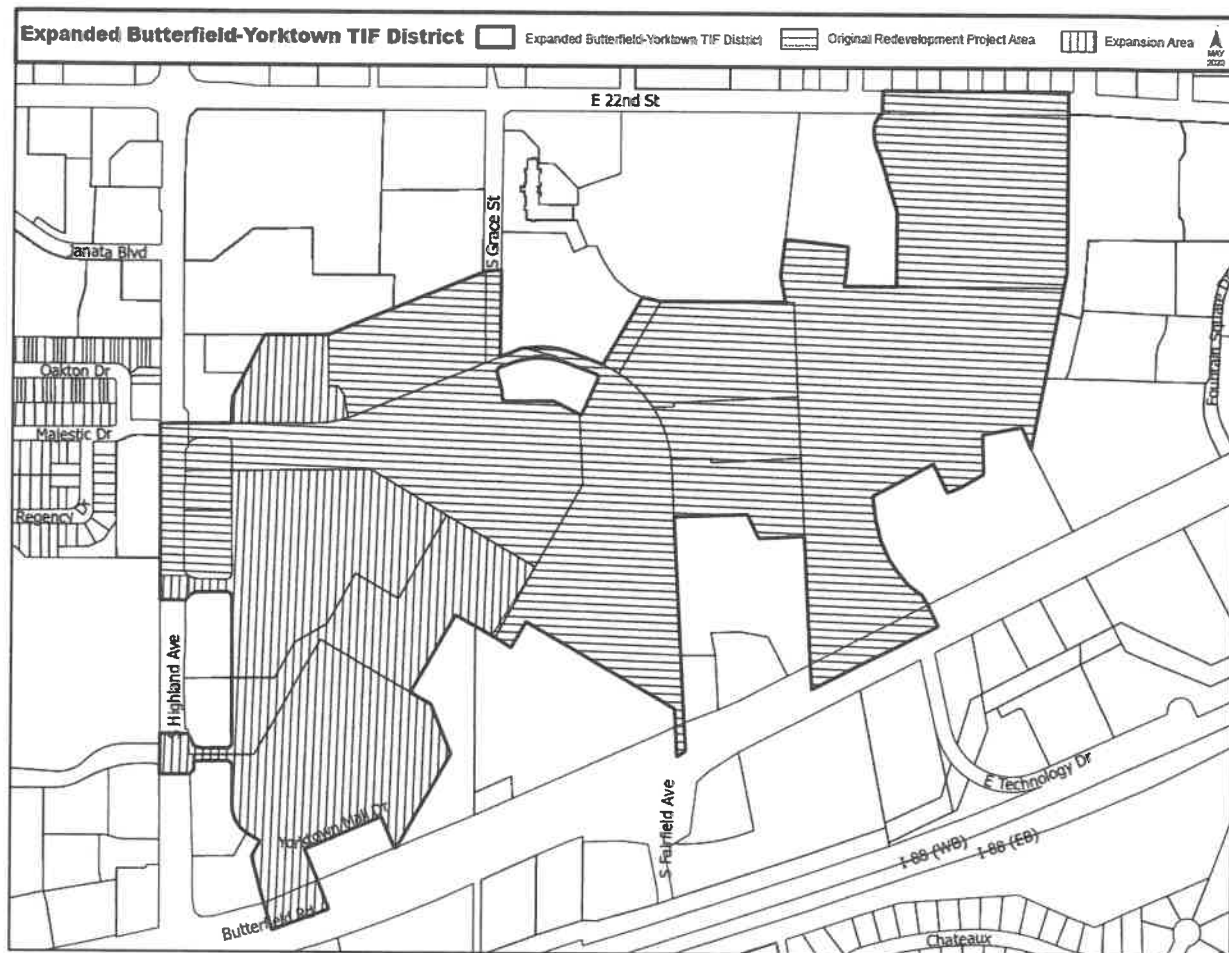 Expanded Butterfield-Yorktown TIF District
Expanded Butterfield-Yorktown TIF District
Original Redevelopment Project Area
Expansion Area
MAY
E 22nd St
S Grace St
Janata Blvd
Fountain Square Dr
Oakton Dr
Majestic Dr
Regency
Highland Ave
Yorktown Mall Dr
Butterfield Rd
S Fairfield Ave
E Technology Dr
I-88 (WB)
I-88 (EB)
Chateaux